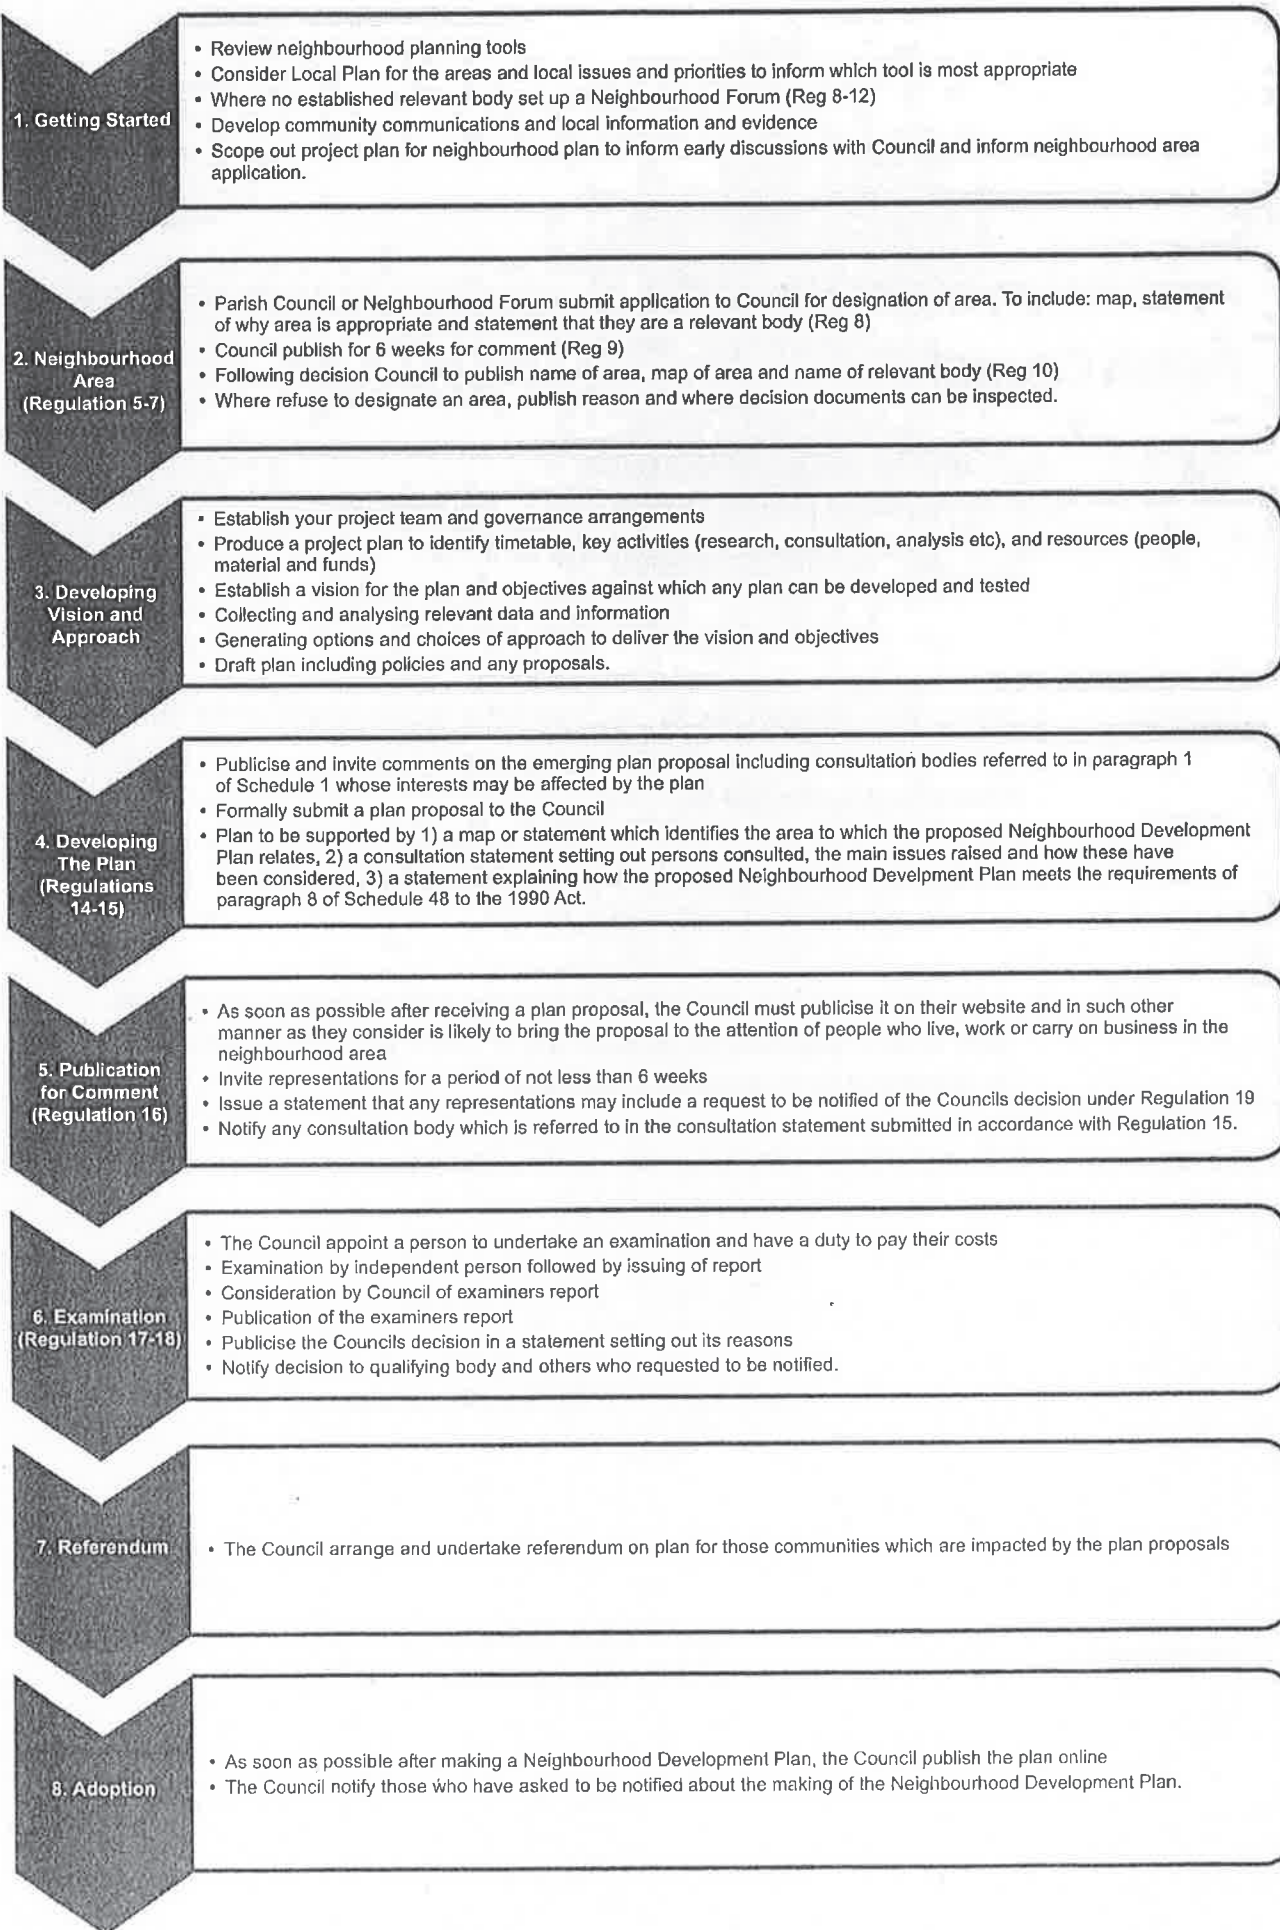 1. Getting Started
• Review neighbourhood planning tools
• Consider Local Plan for the areas and local issues and priorities to inform which tool is most appropriate
• Where no established relevant body set up a Neighbourhood Forum (Reg 8-12)
• Develop community communications and local information and evidence
• Scope out project plan for neighbourhood plan to inform early discussions with Council and inform neighbourhood area
application.
2. Neighbourhood
Area
(Regulation 5-7)
• Parish Council or Neighbourhood Forum submit application to Council for designation of area. To include: map, statement
of why area is appropriate and statement that they are a relevant body (Reg 8)
• Council publish for 6 weeks for comment (Reg 9)
• Following decision Council to publish name of area, map of area and name of relevant body (Reg 10)
• Where refuse to designate an area, publish reason and where decision documents can be inspected.
3. Developing
Vision and
Approach
• Establish your project team and governance arrangements
• Produce a project plan to identify timetable, key activities (research, consultation, analysis etc), and resources (people,
material and funds)
• Establish a vision for the plan and objectives against which any plan can be developed and tested
• Collecting and analysing relevant data and information
• Generating options and choices of approach to deliver the vision and objectives
• Draft plan including policies and any proposals.
4. Developing
The Plan
(Regulations
14-15)
• Publicise and invite comments on the emerging plan proposal including consultation bodies referred to in paragraph 1
of Schedule 1 whose interests may be affected by the plan
• Formally submit a plan proposal to the Council
• Plan to be supported by 1) a map or statement which identifies the area to which the proposed Neighbourhood Development
Plan relates, 2) a consultation statement setting out persons consulted, the main issues raised and how these have
been considered, 3) a statement explaining how the proposed Neighbourhood Develpment Plan meets the requirements of
paragraph 8 of Schedule 48 to the 1990 Act.
5. Publication
for Comment
(Regulation 16)
• As soon as possible after receiving a plan proposal, the Council must publicise it on their website and in such other
manner as they consider is likely to bring the proposal to the attention of people who live, work or carry on business in the
neighbourhood area
• Invite representations for a period of not less than 6 weeks
• Issue a statement that any representations may include a request to be notified of the Councils decision under Regulation 19
• Notify any consultation body which is referred to in the consultation statement submitted in accordance with Regulation 15.
6. Examination
(Regulation 17-18)
• The Council appoint a person to undertake an examination and have a duty to pay their costs
• Examination by independent person followed by issuing of report
• Consideration by Council of examiners report
• Publication of the examiners report
• Publicise the Councils decision in a statement setting out its reasons
• Notify decision to qualifying body and others who requested to be notified.
7. Referendum
• The Council arrange and undertake referendum on plan for those communities which are impacted by the plan proposals
8. Adoption
• As soon as possible after making a Neighbourhood Development Plan, the Council publish the plan online
• The Council notify those who have asked to be notified about the making of the Neighbourhood Development Plan.